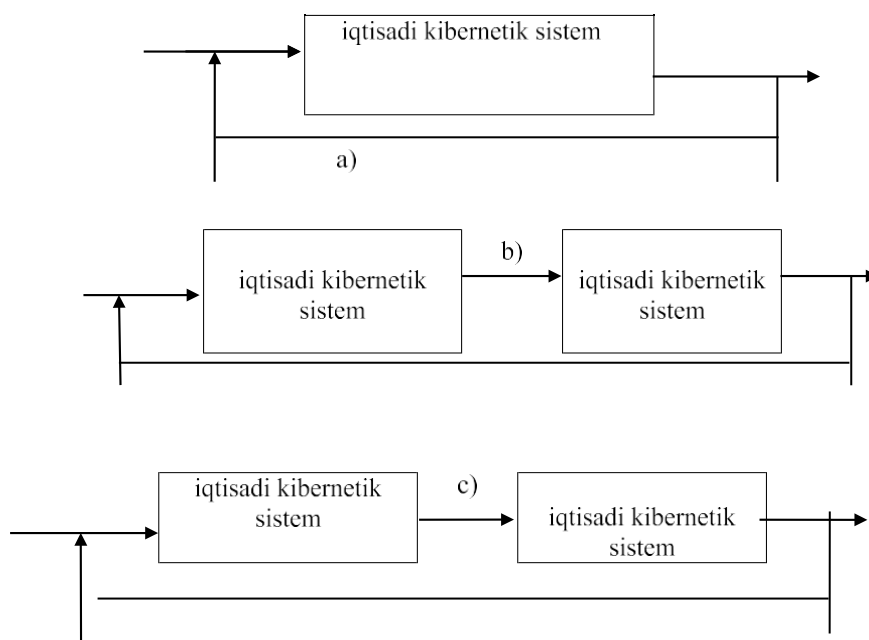 iqtisadi kibernetik sistem
a)
b)
iqtisadi kibernetik
sistem
iqtisadi kibernetik
sistem
c)
iqtisadi kibernetik
sistem
iqtisadi kibernetik
sistem